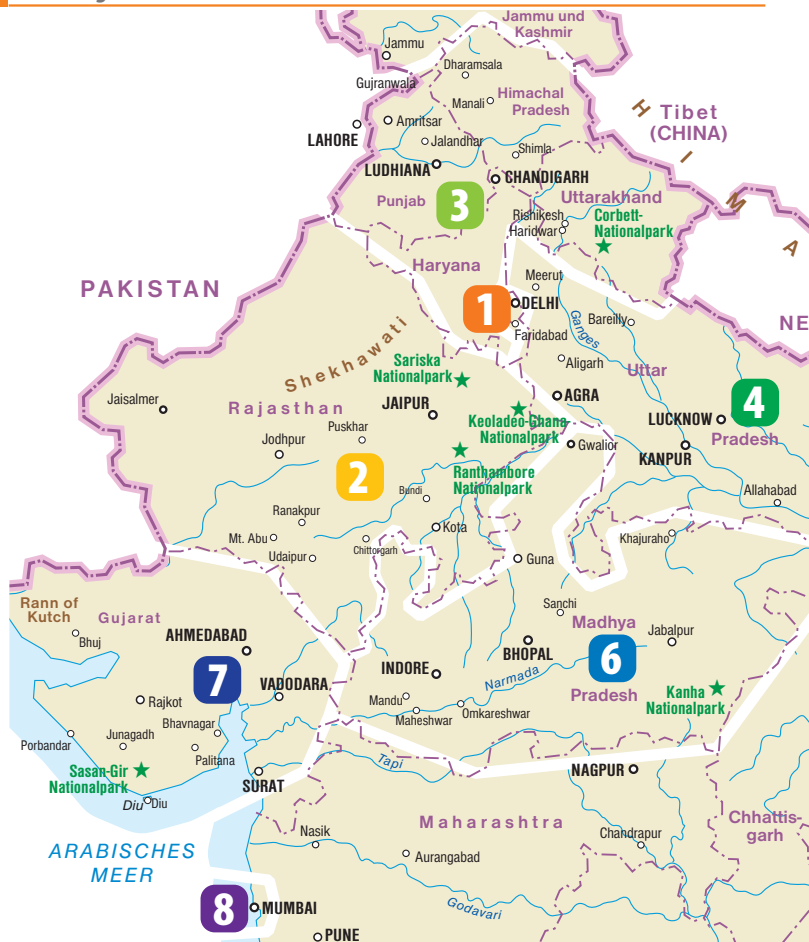 Jammu und
Kashmir
Jammu
Dharamsala
Gujranwala
Himachal
Pradesh
Manali
H I M A
Tibet
(CHINA)
Amritsar
LAHORE
Jalandhar
Shimla
LUDHIANA
CHANDIGARH
Punjab
3
Uttarakhand
Rishikesh
Haridwar
Corbett-
Nationalpark
Haryana
PAKISTAN
Meerut
1
DELHI
NE
Faridabad
Ganges
Bareilly
Shekhawati
Sariska
Nationalpark
Aligarh
Uttar
Jaisalmer
Rajasthan
JAIPUR
AGRA
4
LUCKNOW
Pradesh
Keoladeo-Ghana
Nationalpark
Puskhar
Jodhpur
Gwalior
KANPUR
2
Ranthambore
Nationalpark
Bundi
Allahabad
Ranakpur
Kota
Mt. Abu
Chittorgarh
Khajuraho
Udaipur
Guna
Rann of
Kutch
Gujarat
Sanchi
Madhya
Bhuj
AHMEDABAD
Jabalpur
BHOPAL
6
7
INDORE
VADODARA
Narmada
Pradesh
Kanha
Nationalpark
Rajkot
Mandu
Maheshwar
Omkareshwar
Bhavnagar
Junagadh
Porbandar
Palitana
Sasan-Gir
Nationalpark
Tapi
NAGPUR
SURAT
Diu
Diu
Maharashtra
Chhattis-
garh
Nasik
Chandrapur
ARABISCHES
MEER
Aurangabad
8
MUMBAI
Godavari
PUNE